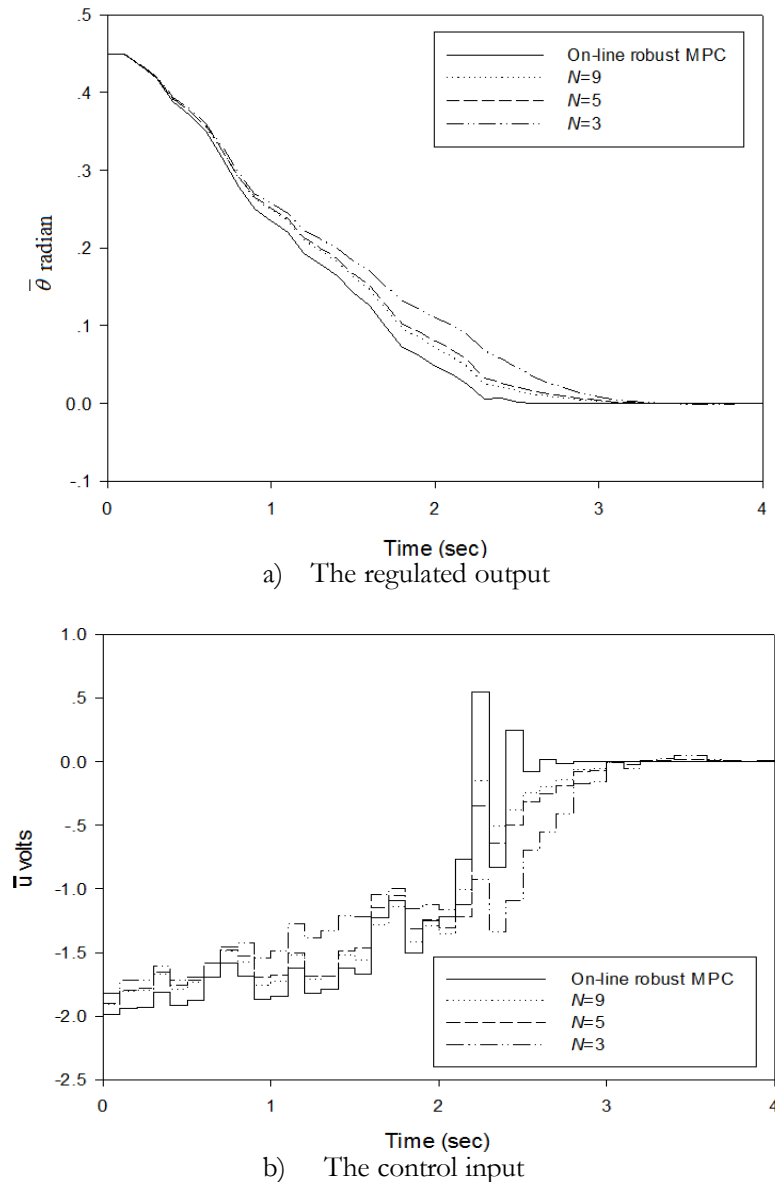 .5
.4
.3
.2
.1
0.0
-.1
θ̅ radian
On-line robust MPC
N=9
N=5
N=3
0 1 2 3 4
Time (sec)
a) The regulated output
1.0
.5
0.0
-.5
-1.0
-1.5
-2.0
-2.5
u̅ volts
On-line robust MPC
N=9
N=5
N=3
0 1 2 3 4
Time (sec)
b) The control input